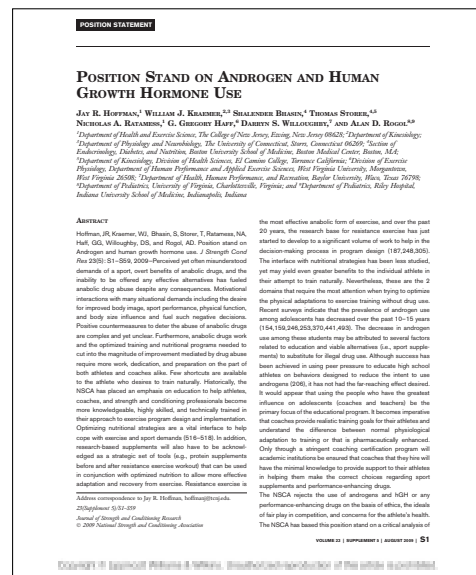 POSITION STATEMENT
POSITION STAND ON ANDROGEN AND HUMAN
GROWTH HORMONE USE
JAY R. HOFFMAN,¹ WILLIAM J. KRAEMER,²,³ SHALENDER BHASIN,⁴ THOMAS STORER,⁴,⁵
NICHOLAS A. RATAMESS,¹ G. GREGORY HAFF,⁶ DARRYN S. WILLOUGHBY,⁷ AND ALAN D. ROGOL⁸,⁹
¹Department of Health and Exercise Science, The College of New Jersey, Ewing, New Jersey 08628; ²Department of Kinesiology;
³Department of Physiology and Neurobiology, The University of Connecticut, Storrs, Connecticut 06269; ⁴Section of
Endocrinology, Diabetes, and Nutrition, Boston University School of Medicine, Boston Medical Center, Boston, MA;
⁵Department of Kinesiology, Division of Health Sciences, El Camino College, Torrance California; ⁶Division of Exercise
Physiology, Department of Human Performance and Applied Exercise Sciences, West Virginia University, Morgantown,
West Virginia 26508; ⁷Department of Health, Human Performance, and Recreation, Baylor University, Waco, Texas 76798;
⁸Department of Pediatrics, University of Virginia, Charlottesville, Virginia; and ⁹Department of Pediatrics, Riley Hospital,
Indiana University School of Medicine, Indianapolis, Indiana
ABSTRACT
Hoffman, JR, Kraemer, WJ, Bhasin, S, Storer, T, Ratamess, NA,
Haff, GG, Willoughby, DS, and Rogol, AD. Position stand on
Androgen and human growth hormone use. J Strength Cond
Res 23(5): S1–S59, 2009—Perceived yet often misunderstood
demands of a sport, overt benefits of anabolic drugs, and the
inability to be offered any effective alternatives has fueled
anabolic drug abuse despite any consequences. Motivational
interactions with many situational demands including the desire
for improved body image, sport performance, physical function,
and body size influence and fuel such negative decisions.
Positive countermeasures to deter the abuse of anabolic drugs
are complex and yet unclear. Furthermore, anabolic drugs work
and the optimized training and nutritional programs needed to
cut into the magnitude of improvement mediated by drug abuse
require more work, dedication, and preparation on the part of
both athletes and coaches alike. Few shortcuts are available
to the athlete who desires to train naturally. Historically, the
NSCA has placed an emphasis on education to help athletes,
coaches, and strength and conditioning professionals become
more knowledgeable, highly skilled, and technically trained in
their approach to exercise program design and implementation.
Optimizing nutritional strategies are a vital interface to help
cope with exercise and sport demands (516–518). In addition,
research-based supplements will also have to be acknowl-
edged as a strategic set of tools (e.g., protein supplements
before and after resistance exercise workout) that can be used
in conjunction with optimized nutrition to allow more effective
adaptation and recovery from exercise. Resistance exercise is
Address correspondence to Jay R. Hoffman, hoffmanj@tcnj.edu.
23(Supplement 5)/S1–S59
Journal of Strength and Conditioning Research
© 2009 National Strength and Conditioning Association
the most effective anabolic form of exercise, and over the past
20 years, the research base for resistance exercise has just
started to develop to a significant volume of work to help in the
decision-making process in program design (187,248,305).
The interface with nutritional strategies has been less studied,
yet may yield even greater benefits to the individual athlete in
their attempt to train naturally. Nevertheless, these are the 2
domains that require the most attention when trying to optimize
the physical adaptations to exercise training without drug use.
Recent surveys indicate that the prevalence of androgen use
among adolescents has decreased over the past 10–15 years
(154,159,246,253,370,441,493). The decrease in androgen
use among these students may be attributed to several factors
related to education and viable alternatives (i.e., sport supple-
ments) to substitute for illegal drug use. Although success has
been achieved in using peer pressure to educate high school
athletes on behaviors designed to reduce the intent to use
androgens (206), it has not had the far-reaching effect desired.
It would appear that using the people who have the greatest
influence on adolescents (coaches and teachers) be the
primary focus of the educational program. It becomes imperative
that coaches provide realistic training goals for their athletes and
understand the difference between normal physiological
adaptation to training or that is pharmaceutically enhanced.
Only through a stringent coaching certification program will
academic institutions be ensured that coaches that they hire will
have the minimal knowledge to provide support to their athletes
in helping them make the correct choices regarding sport
supplements and performance-enhancing drugs.
The NSCA rejects the use of androgens and hGH or any
performance-enhancing drugs on the basis of ethics, the ideals
of fair play in competition, and concerns for the athlete's health.
The NSCA has based this position stand on a critical analysis of
VOLUME 23 | SUPPLEMENT 5 | AUGUST 2009 | S1
Copyright © Lippincott Williams & Wilkins. Unauthorized reproduction of this article is prohibited.